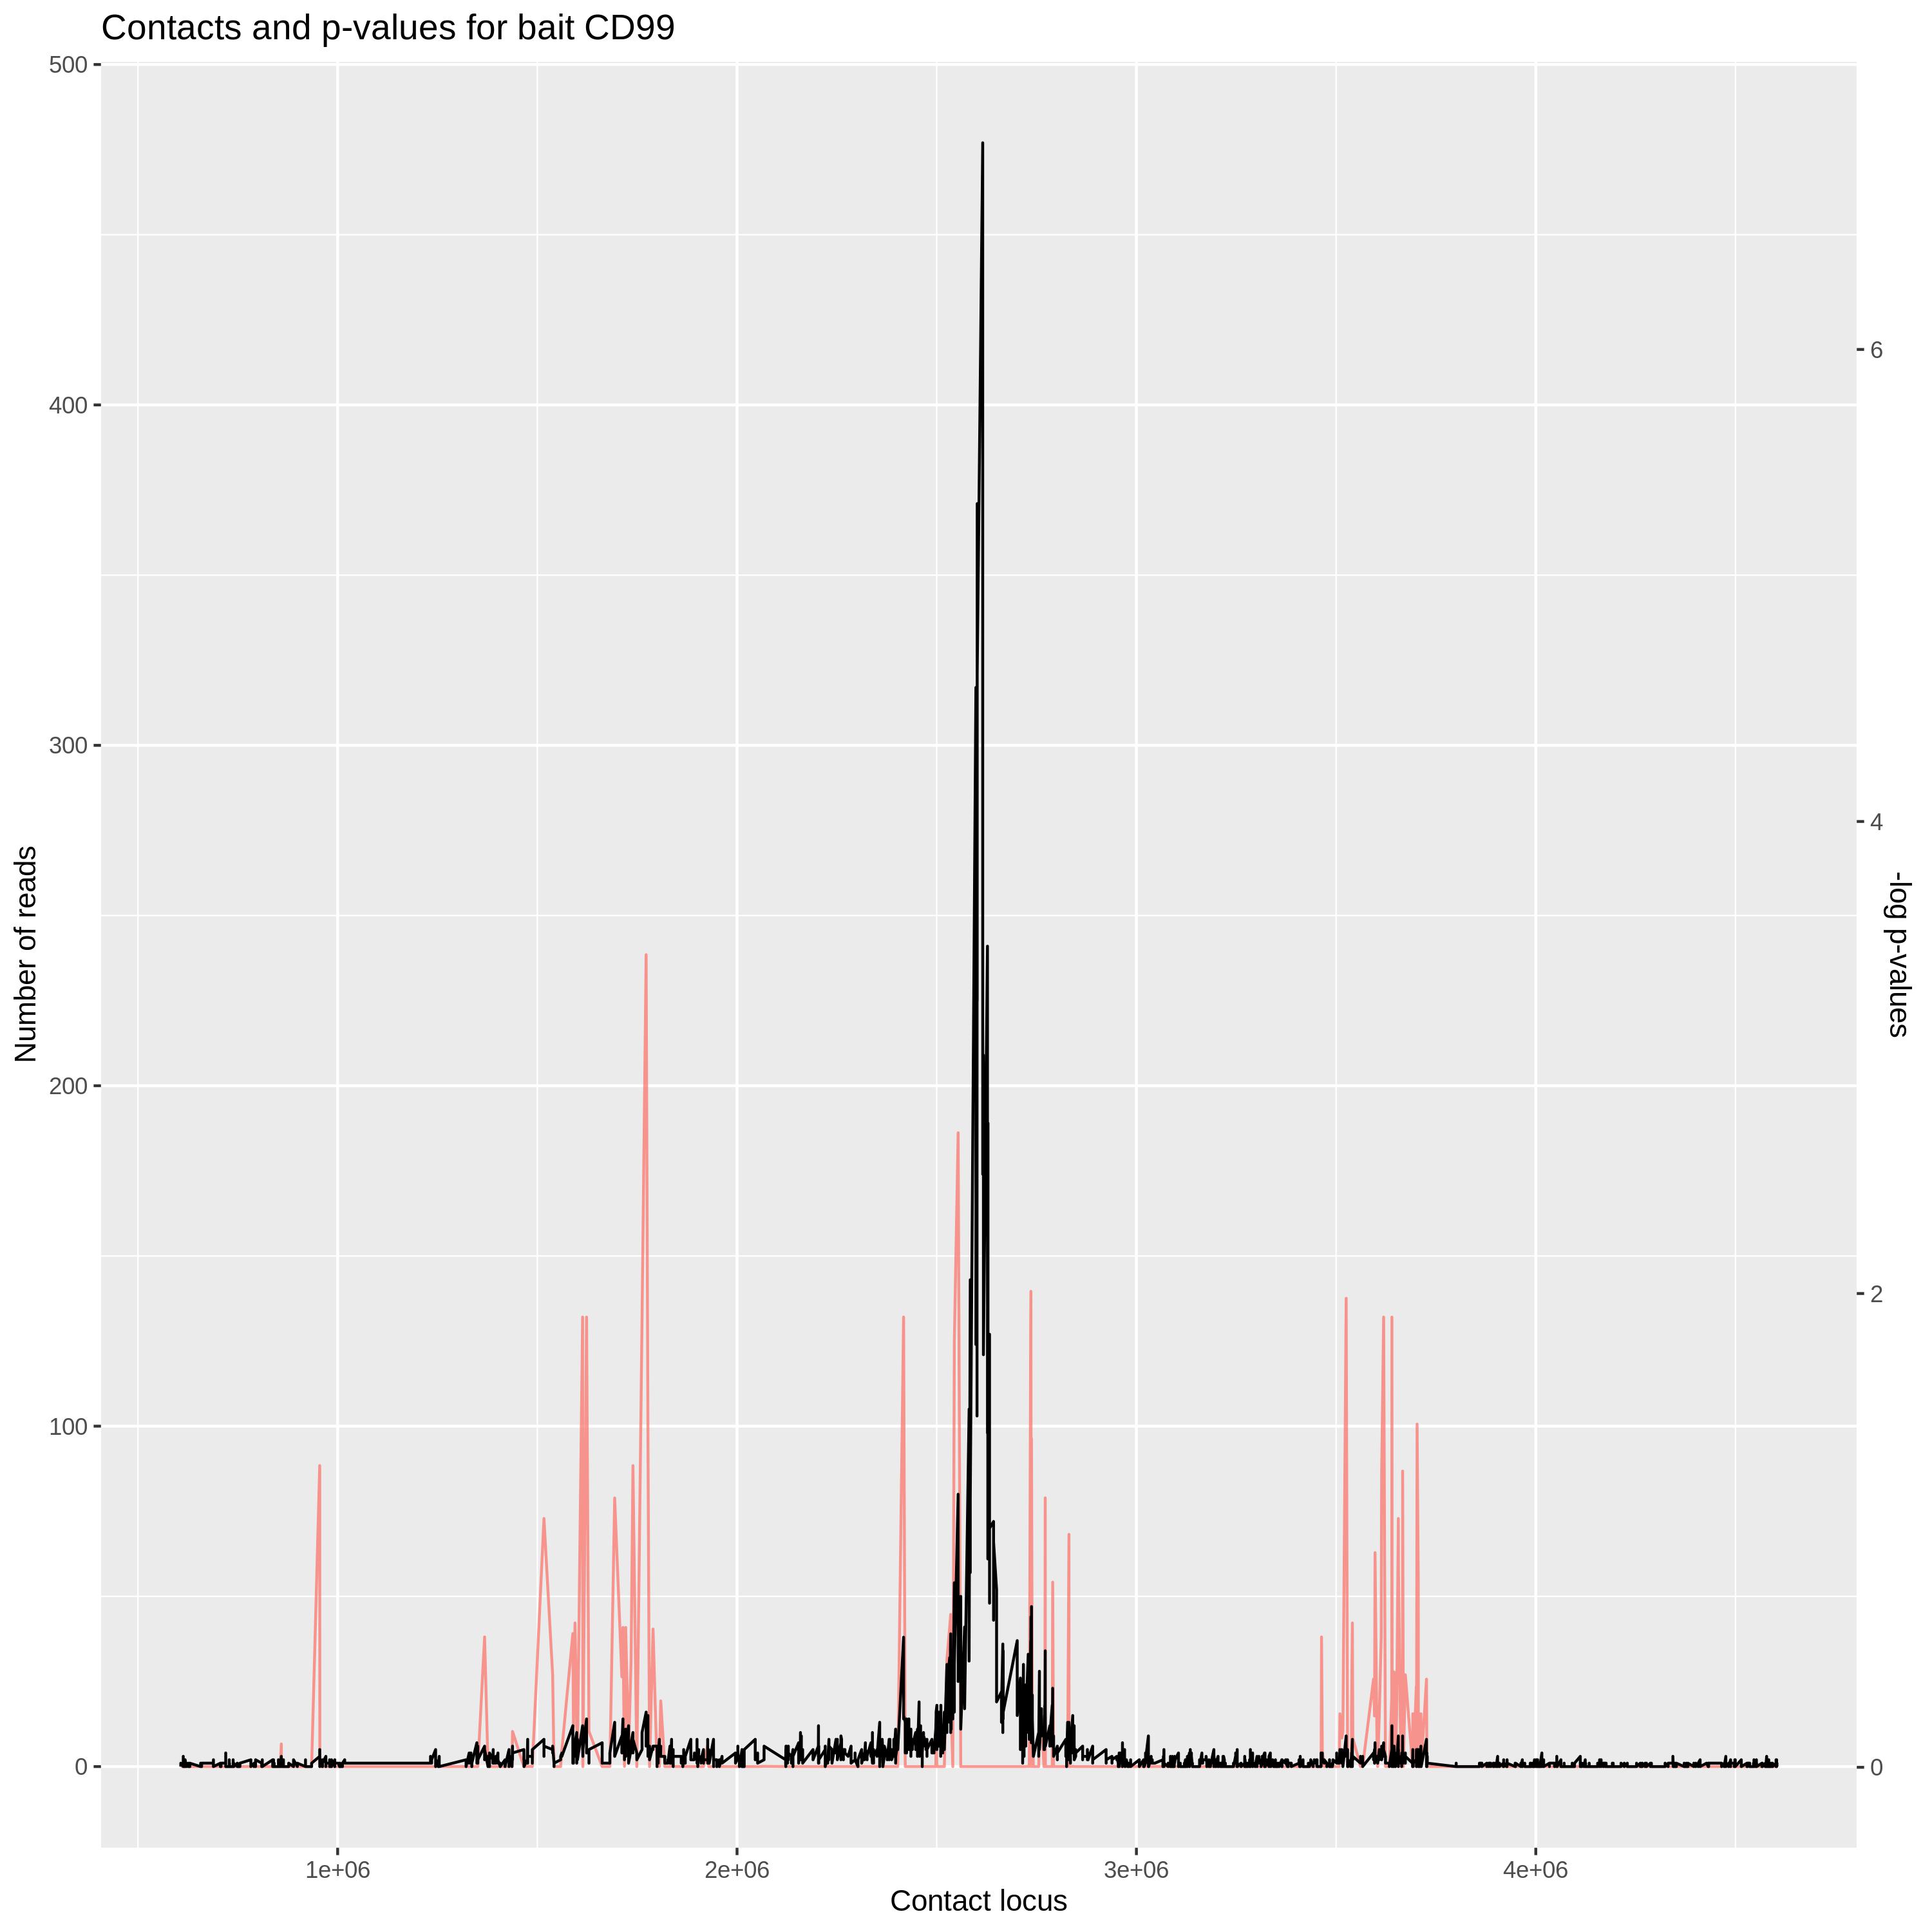 Contacts and p-values for bait CD99
500
400
300
200
100
0
Number of reads
6
4
2
0
-log p-values
1e+06
2e+06
3e+06
4e+06
Contact locus